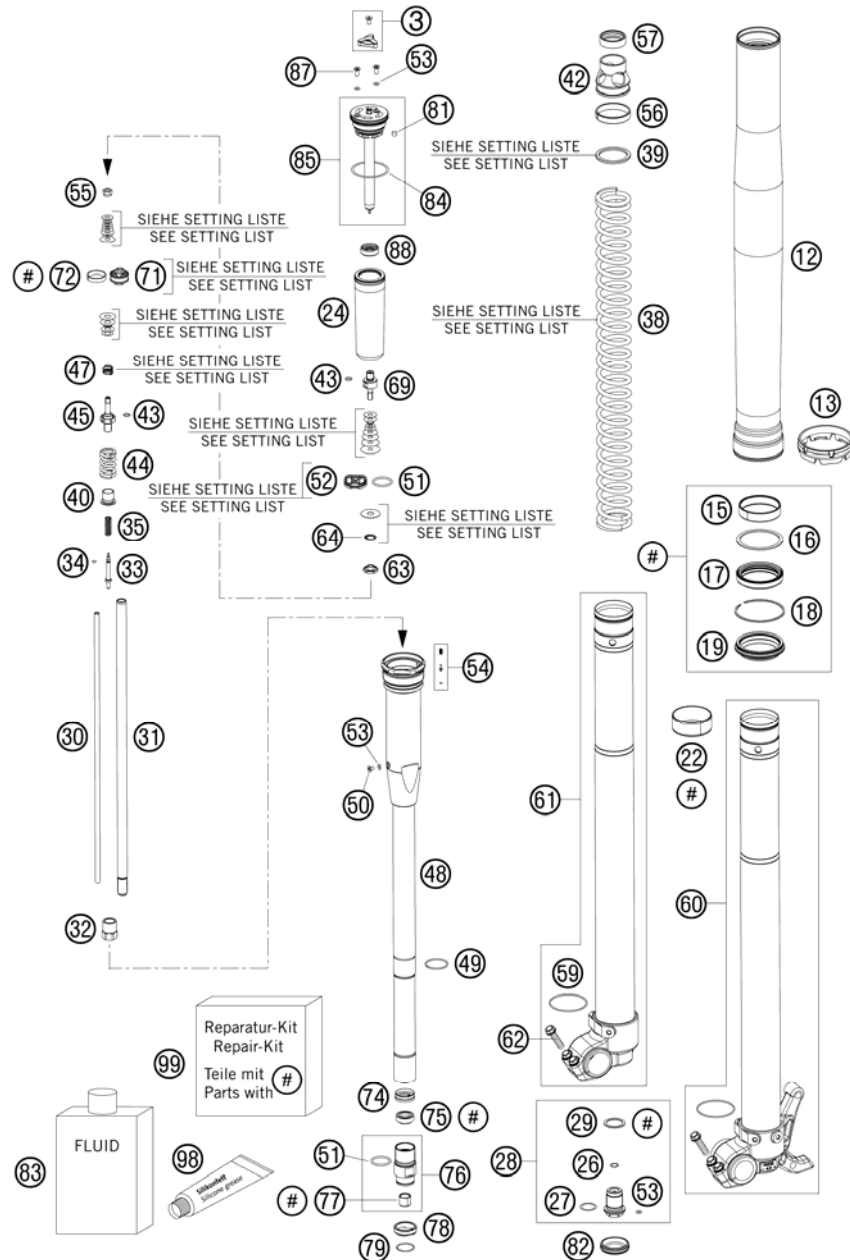 3
87
53
57
42
81
56
SIEHE SETTING LISTE
SEE SETTING LIST
39
85
84
55
SIEHE SETTING LISTE
SEE SETTING LIST
12
88
# 72 71 SIEHE SETTING LISTE
SEE SETTING LIST
24
SIEHE SETTING LISTE
SEE SETTING LIST
38
SIEHE SETTING LISTE
SEE SETTING LIST
47 SIEHE SETTING LISTE
SEE SETTING LIST
43 69
45 43
13
SIEHE SETTING LISTE
SEE SETTING LIST
44
52 51
SIEHE SETTING LISTE
SEE SETTING LIST
40
15
SIEHE SETTING LISTE
SEE SETTING LIST
35
64
16
#
34 33
63
17
18
19
54
30 31
53
50
22
#
61
48
60
32
49
59
62
99
Reparatur-Kit
Repair-Kit
Teile mit
Parts with #
74
75 #
29 #
83
FLUID
98
Silikonfett
Silicone grease
51
76
28
26
27
53
# 77
78
79
82